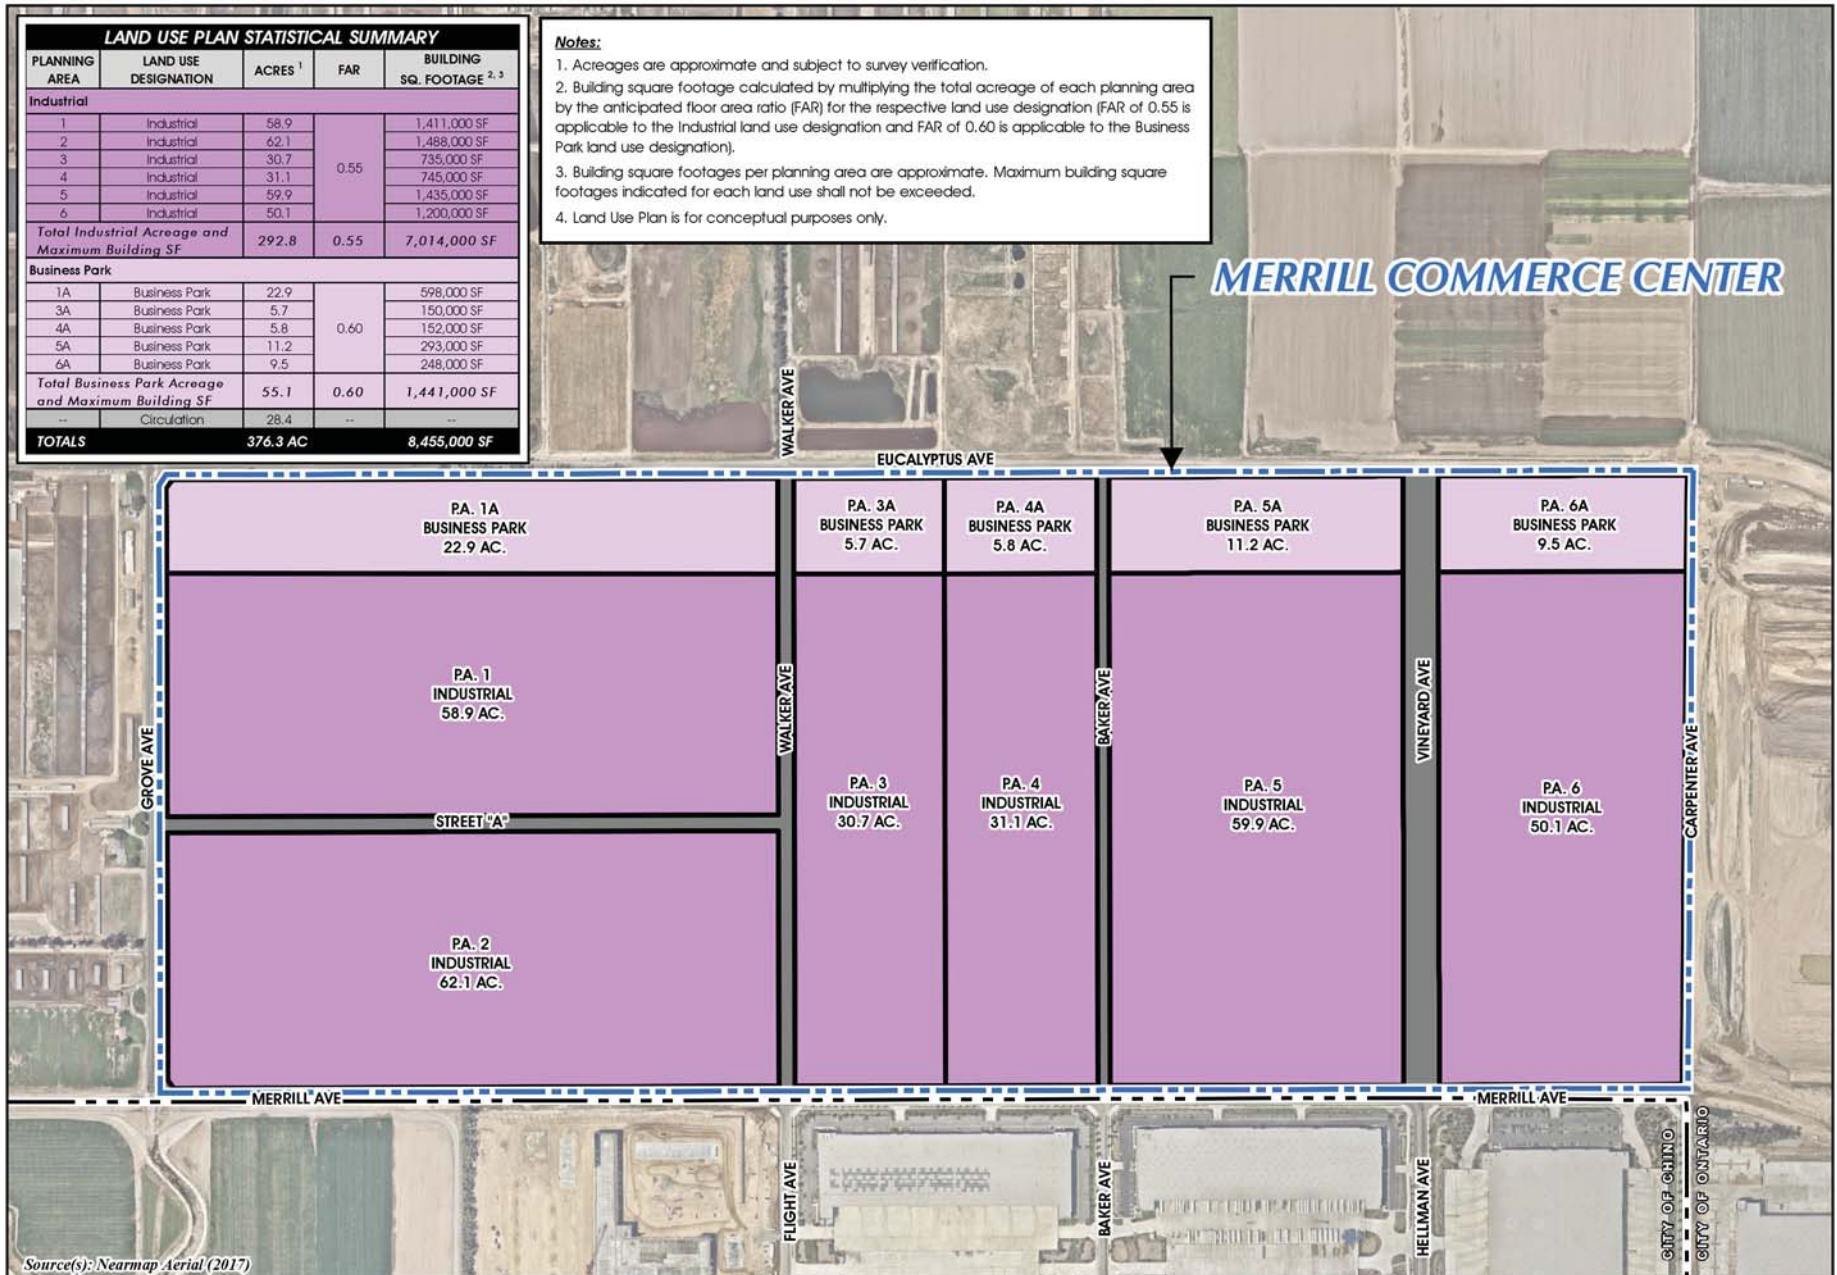 LAND USE PLAN STATISTICAL SUMMARY
PLANNING AREA LAND USE DESIGNATION ACRES 1 FAR BUILDING SQ. FOOTAGE 2, 3
Industrial
1 Industrial 58.9 1,411,000 SF
2 Industrial 62.1 1,488,000 SF
3 Industrial 30.7 735,000 SF
0.55
4 Industrial 31.1 745,000 SF
5 Industrial 59.9 1,435,000 SF
6 Industrial 50.1 1,200,000 SF
Total Industrial Acreage and
Maximum Building SF 292.8 0.55 7,014,000 SF
Business Park
1A Business Park 22.9 598,000 SF
3A Business Park 5.7 150,000 SF
4A Business Park 5.8 0.60 152,000 SF
5A Business Park 11.2 293,000 SF
6A Business Park 9.5 248,000 SF
Total Business Park Acreage
and Maximum Building SF 55.1 0.60 1,441,000 SF
-- Circulation 28.4 -- --
TOTALS 376.3 AC 8,455,000 SF
Notes:
1. Acreages are approximate and subject to survey verification.
2. Building square footage calculated by multiplying the total acreage of each planning area
by the anticipated floor area ratio (FAR) for the respective land use designation (FAR of 0.55 is
applicable to the Industrial land use designation and FAR of 0.60 is applicable to the Business
Park land use designation).
3. Building square footages per planning area are approximate. Maximum building square
footages indicated for each land use shall not be exceeded.
4. Land Use Plan is for conceptual purposes only.
MERRILL COMMERCE CENTER
WALKER AVE
EUCALYPTUS AVE
P.A. 1A
BUSINESS PARK
22.9 AC.
P.A. 3A
BUSINESS PARK
5.7 AC.
P.A. 4A
BUSINESS PARK
5.8 AC.
P.A. 5A
BUSINESS PARK
11.2 AC.
P.A. 6A
BUSINESS PARK
9.5 AC.
P.A. 1
INDUSTRIAL
58.9 AC.
WALKER AVE
BAKER AVE
VINEYARD AVE
GROVE AVE
CARPENTER AVE
P.A. 3
INDUSTRIAL
30.7 AC.
P.A. 4
INDUSTRIAL
31.1 AC.
P.A. 5
INDUSTRIAL
59.9 AC.
P.A. 6
INDUSTRIAL
50.1 AC.
STREET "A"
P.A. 2
INDUSTRIAL
62.1 AC.
MERRILL AVE
MERRILL AVE
FLIGHT AVE
BAKER AVE
HELLMAN AVE
CITY OF CHINO
CITY OF ONTARIO
Source(s): Nearmap Aerial (2017)